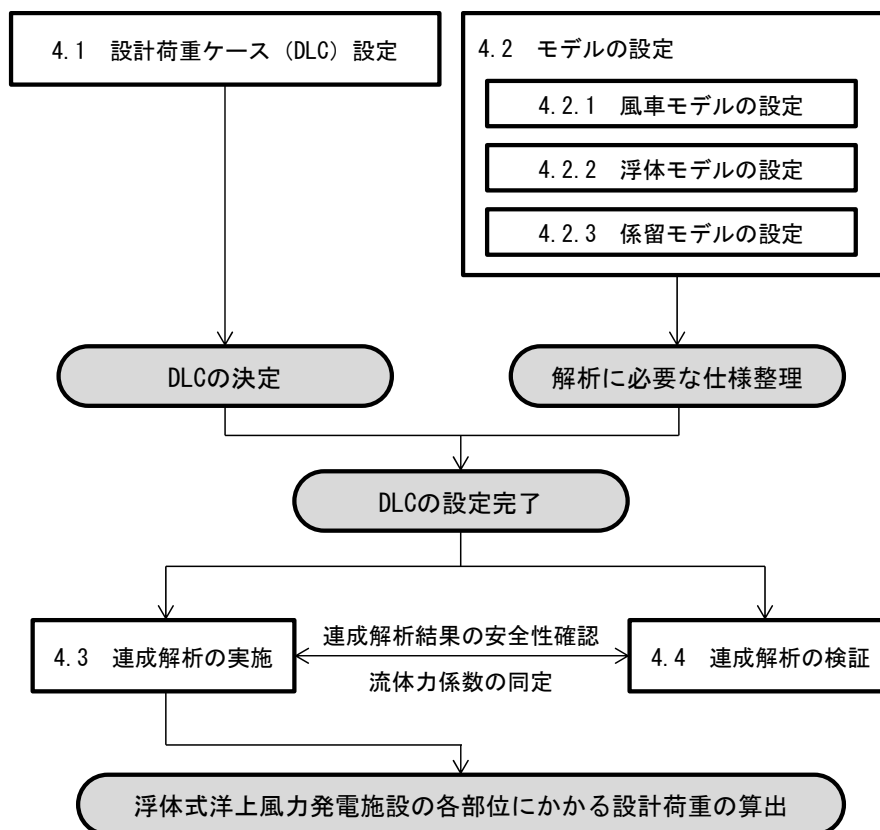 4.1 設計荷重ケース（DLC）設定
4.2 モデルの設定
4.2.1 風車モデルの設定
4.2.2 浮体モデルの設定
4.2.3 係留モデルの設定
DLCの決定
解析に必要な仕様整理
DLCの設定完了
4.3 連成解析の実施
連成解析結果の安全性確認
流体力係数の同定
4.4 連成解析の検証
浮体式洋上風力発電施設の各部位にかかる設計荷重の算出